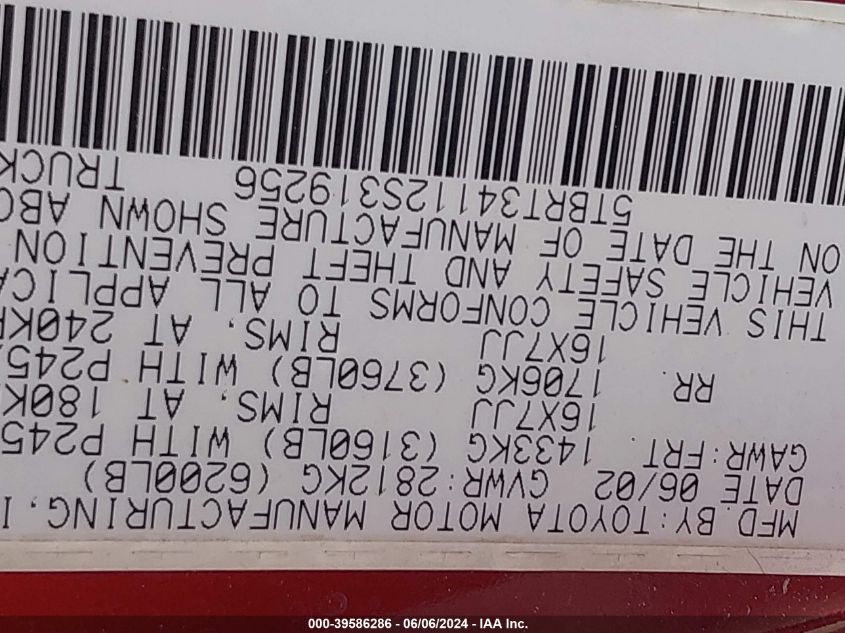 MFD. BY:TOYOTA MOTOR MANUFACTURING, I
DATE 06/02 GVWR:2812KG (6200LB)
GAWR:FRT. 1433KG (3160LB) WITH P245
16X7JJ RIMS, AT 180K
RR. 1706KG (3760LB) WITH P245/
16X7JJ RIMS, AT 240K
THIS VEHICLE CONFORMS TO ALL APPLICA
VEHICLE SAFETY AND THEFT PREVENTION
ON THE DATE OF MANUFACTURE SHOWN ABO
5TBRT34112S319256 TRUCK
000-39586286 - 06/06/2024 - IAA Inc.